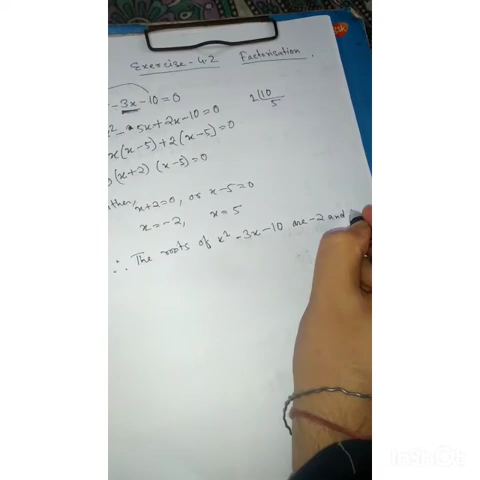 Exercise-4.2 Factorisation.
- 3x - 10 = 0
2 - 5x + 2x - 10 = 0
2 | 10
5
x(x-5) + 2(x-5) = 0
(x+2) (x-5) = 0
x+2=0, or x-5=0
x = -2, x = 5
∴ The roots of x² - 3x - 10 are -2 and